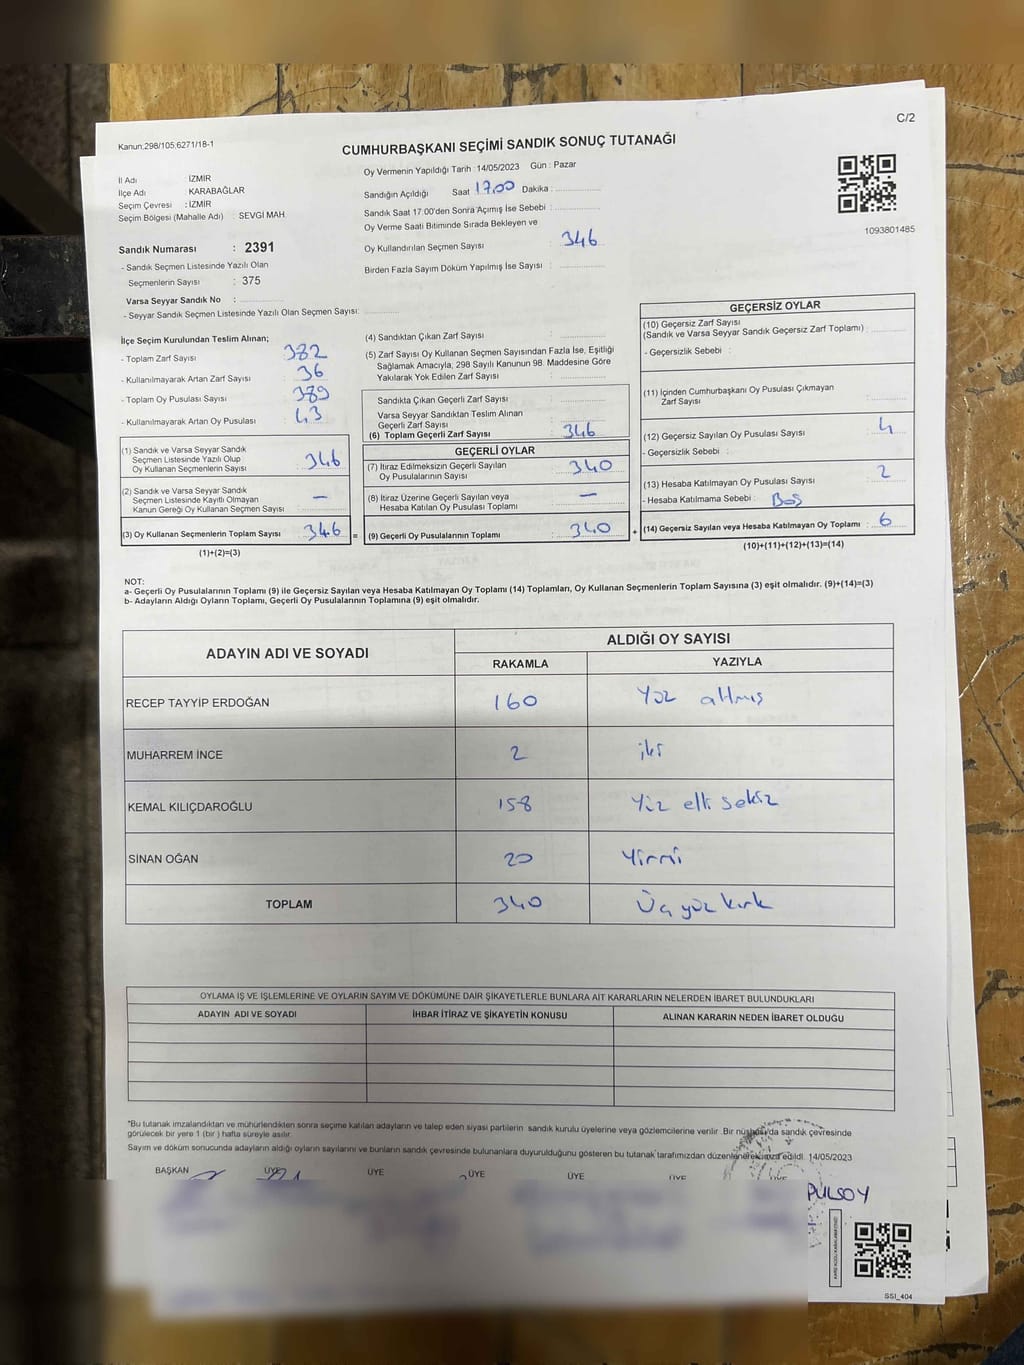 C/2
Kanun:298/105;6271/18-1
CUMHURBAŞKANI SEÇİMİ SANDIK SONUÇ TUTANAĞI
İl Adı : İZMİR
İlçe Adı : KARABAĞLAR
Seçim Çevresi : İZMİR
Seçim Bölgesi (Mahalle Adı) : SEVGİ MAH.
Sandık Numarası : 2391
- Sandık Seçmen Listesinde Yazılı Olan
Seçmenlerin Sayısı : 375
Varsa Seyyar Sandık No :
- Seyyar Sandık Seçmen Listesinde Yazılı Olan Seçmen Sayısı:
Oy Vermenin Yapıldığı Tarih :14/05/2023 Gün : Pazar
Sandığın Açıldığı Saat 17.00 Dakika :
Sandık Saat 17:00'den Sonra Açımış İse Sebebi :
Oy Verme Saati Bitiminde Sırada Bekleyen ve
Oy Kullandırılan Seçmen Sayısı : 346
Birden Fazla Sayım Döküm Yapılmış İse Sayısı :
1093801485
İlçe Seçim Kurulundan Teslim Alınan;
- Toplam Zarf Sayısı : 382
- Kullanılmayarak Artan Zarf Sayısı : 36
- Toplam Oy Pusulası Sayısı : 389
- Kullanılmayarak Artan Oy Pusulası : 43
(1) Sandık ve Varsa Seyyar Sandık
Seçmen Listesinde Yazılı Olup
Oy Kullanan Seçmenlerin Sayısı : 346
(2) Sandık ve Varsa Seyyar Sandık
Seçmen Listesinde Kayıtlı Olmayan
Kanun Gereği Oy Kullanan Seçmen Sayısı : —
(3) Oy Kullanan Seçmenlerin Toplam Sayısı : 346 =
(1)+(2)=(3)
(4) Sandıktan Çıkan Zarf Sayısı :
(5) Zarf Sayısı Oy Kullanan Seçmen Sayısından Fazla İse, Eşitliği
Sağlamak Amacıyla, 298 Sayılı Kanunun 98. Maddesine Göre
Yakılarak Yok Edilen Zarf Sayısı :
Sandıkta Çıkan Geçerli Zarf Sayısı :
Varsa Seyyar Sandıktan Teslim Alınan
Geçerli Zarf Sayısı :
(6) Toplam Geçerli Zarf Sayısı : 346
GEÇERLİ OYLAR
(7) İtiraz Edilmeksizin Geçerli Sayılan
Oy Pusulalarının Sayısı : 340
(8) İtiraz Üzerine Geçerli Sayılan veya
Hesaba Katılan Oy Pusulası Toplamı : —
(9) Geçerli Oy Pusulalarının Toplamı : 340 +
GEÇERSİZ OYLAR
(10) Geçersiz Zarf Sayısı
(Sandık ve Varsa Seyyar Sandık Geçersiz Zarf Toplamı) :
- Geçersizlik Sebebi :
(11) İçinden Cumhurbaşkanı Oy Pusulası Çıkmayan
Zarf Sayısı :
(12) Geçersiz Sayılan Oy Pusulası Sayısı : 4
- Geçersizlik Sebebi :
(13) Hesaba Katılmayan Oy Pusulası Sayısı : 2
- Hesaba Katılmama Sebebi : Boş
(14) Geçersiz Sayılan veya Hesaba Katılmayan Oy Toplamı : 6
(10)+(11)+(12)+(13)=(14)
NOT:
a- Geçerli Oy Pusulalarının Toplamı (9) ile Geçersiz Sayılan veya Hesaba Katılmayan Oy Toplamı (14) Toplamları, Oy Kullanan Seçmenlerin Toplam Sayısına (3) eşit olmalıdır. (9)+(14)=(3)
b- Adayların Aldığı Oyların Toplamı, Geçerli Oy Pusulalarının Toplamına (9) eşit olmalıdır.
ADAYIN ADI VE SOYADI
ALDIĞI OY SAYISI
RAKAMLA YAZIYLA
RECEP TAYYİP ERDOĞAN 160 Yüz altmış
MUHARREM İNCE 2 iki
KEMAL KILIÇDAROĞLU 158 Yüz elli sekiz
SİNAN OĞAN 20 Yirmi
TOPLAM 340 Üç yüz kırk
OYLAMA İŞ VE İŞLEMLERİNE VE OYLARIN SAYIM VE DÖKÜMÜNE DAİR ŞİKAYETLERLE BUNLARA AİT KARARLARIN NELERDEN İBARET BULUNDUKLARI
ADAYIN ADI VE SOYADI İHBAR İTİRAZ VE ŞİKAYETİN KONUSU ALINAN KARARIN NEDEN İBARET OLDUĞU
*Bu tutanak imzalandıktan ve mühürlendikten sonra seçime katılan adayların ve talep eden siyasi partilerin sandık kurulu üyelerine veya gözlemcilerine verilir. Bir nüshası da sandık çevresinde
görülecek bir yere 1 (bir) hafta süreyle asılır.
Sayım ve döküm sonucunda adayların aldığı oyların sayılarını ve bunların sandık çevresinde bulunanlara duyurulduğunu gösteren bu tutanak tarafımızdan düzenlenerek imza edildi. 14/05/2023
BAŞKAN ÜYE ÜYE ÜYE ÜYE ÜYE ÜYE
PULSOY
SSİ_404